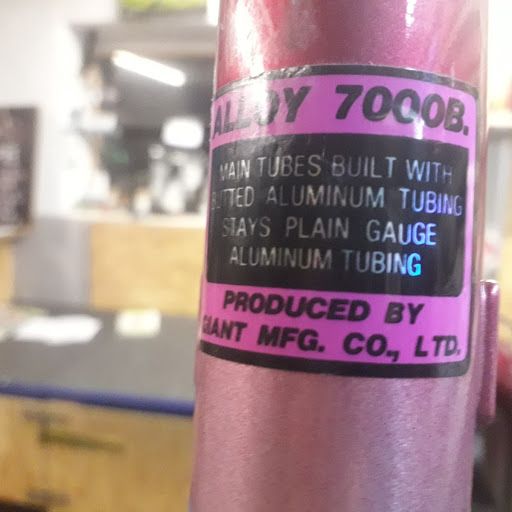 ALLOY 7000B.
MAIN TUBES BUILT WITH
BUTTED ALUMINUM TUBING
STAYS PLAIN GAUGE
ALUMINUM TUBING
PRODUCED BY
GIANT MFG. CO., LTD.